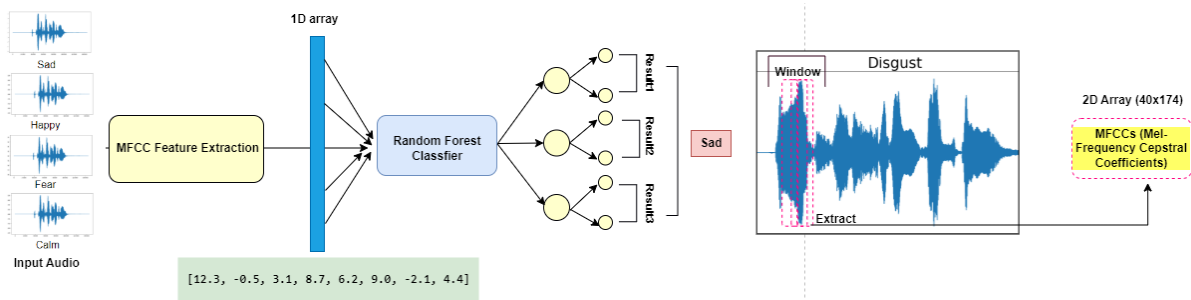 Sad
Happy
Fear
Calm
Input Audio
MFCC Feature Extraction
1D array
[12.3, -0.5, 3.1, 8.7, 6.2, 9.0, -2.1, 4.4]
Random Forest
Classfier
Result1
Result2
Result3
Sad
Disgust
Window
Extract
2D Array (40x174)
MFCCs (Mel-
Frequency Cepstral
Coefficients)